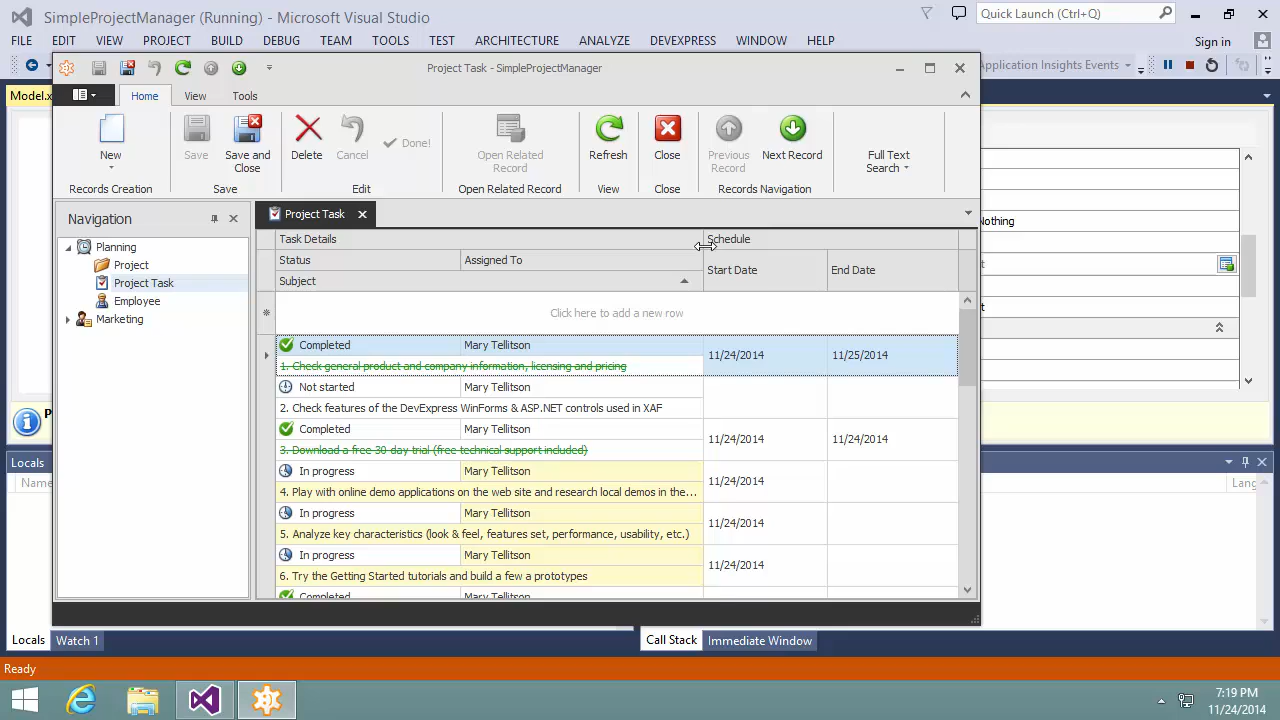 SimpleProjectManager (Running) - Microsoft Visual Studio
Quick Launch (Ctrl+Q)
FILE EDIT VIEW PROJECT BUILD DEBUG TEAM TOOLS TEST ARCHITECTURE ANALYZE DEVEXPRESS WINDOW HELP
Sign in
Application Insights Events
Project Task - SimpleProjectManager
Model.x
Home View Tools
New
Save
Save and Close
Delete
Cancel
Done!
Open Related Record
Refresh
Close
Previous Record
Next Record
Full Text Search
Records Creation
Save
Edit
Open Related Record
View
Close
Records Navigation
Nothing
Navigation
Planning
Project
Project Task
Employee
Marketing
Project Task
Task Details Schedule
Status Assigned To Start Date End Date
Subject
Click here to add a new row
Completed Mary Tellitson 11/24/2014 11/25/2014
1. Check general product and company information, licensing and pricing
Not started Mary Tellitson
2. Check features of the DevExpress WinForms & ASP.NET controls used in XAF
Completed Mary Tellitson 11/24/2014 11/24/2014
3. Download a free 30-day trial (free technical support included)
In progress Mary Tellitson 11/24/2014
4. Play with online demo applications on the web site and research local demos in the...
In progress Mary Tellitson 11/24/2014
5. Analyze key characteristics (look & feel, features set, performance, usability, etc.)
In progress Mary Tellitson 11/24/2014
6. Try the Getting Started tutorials and build a few a prototypes
Completed Mary Tellitson
Locals
Name
Lang
Locals Watch 1 Call Stack Immediate Window
Ready
7:19 PM
11/24/2014